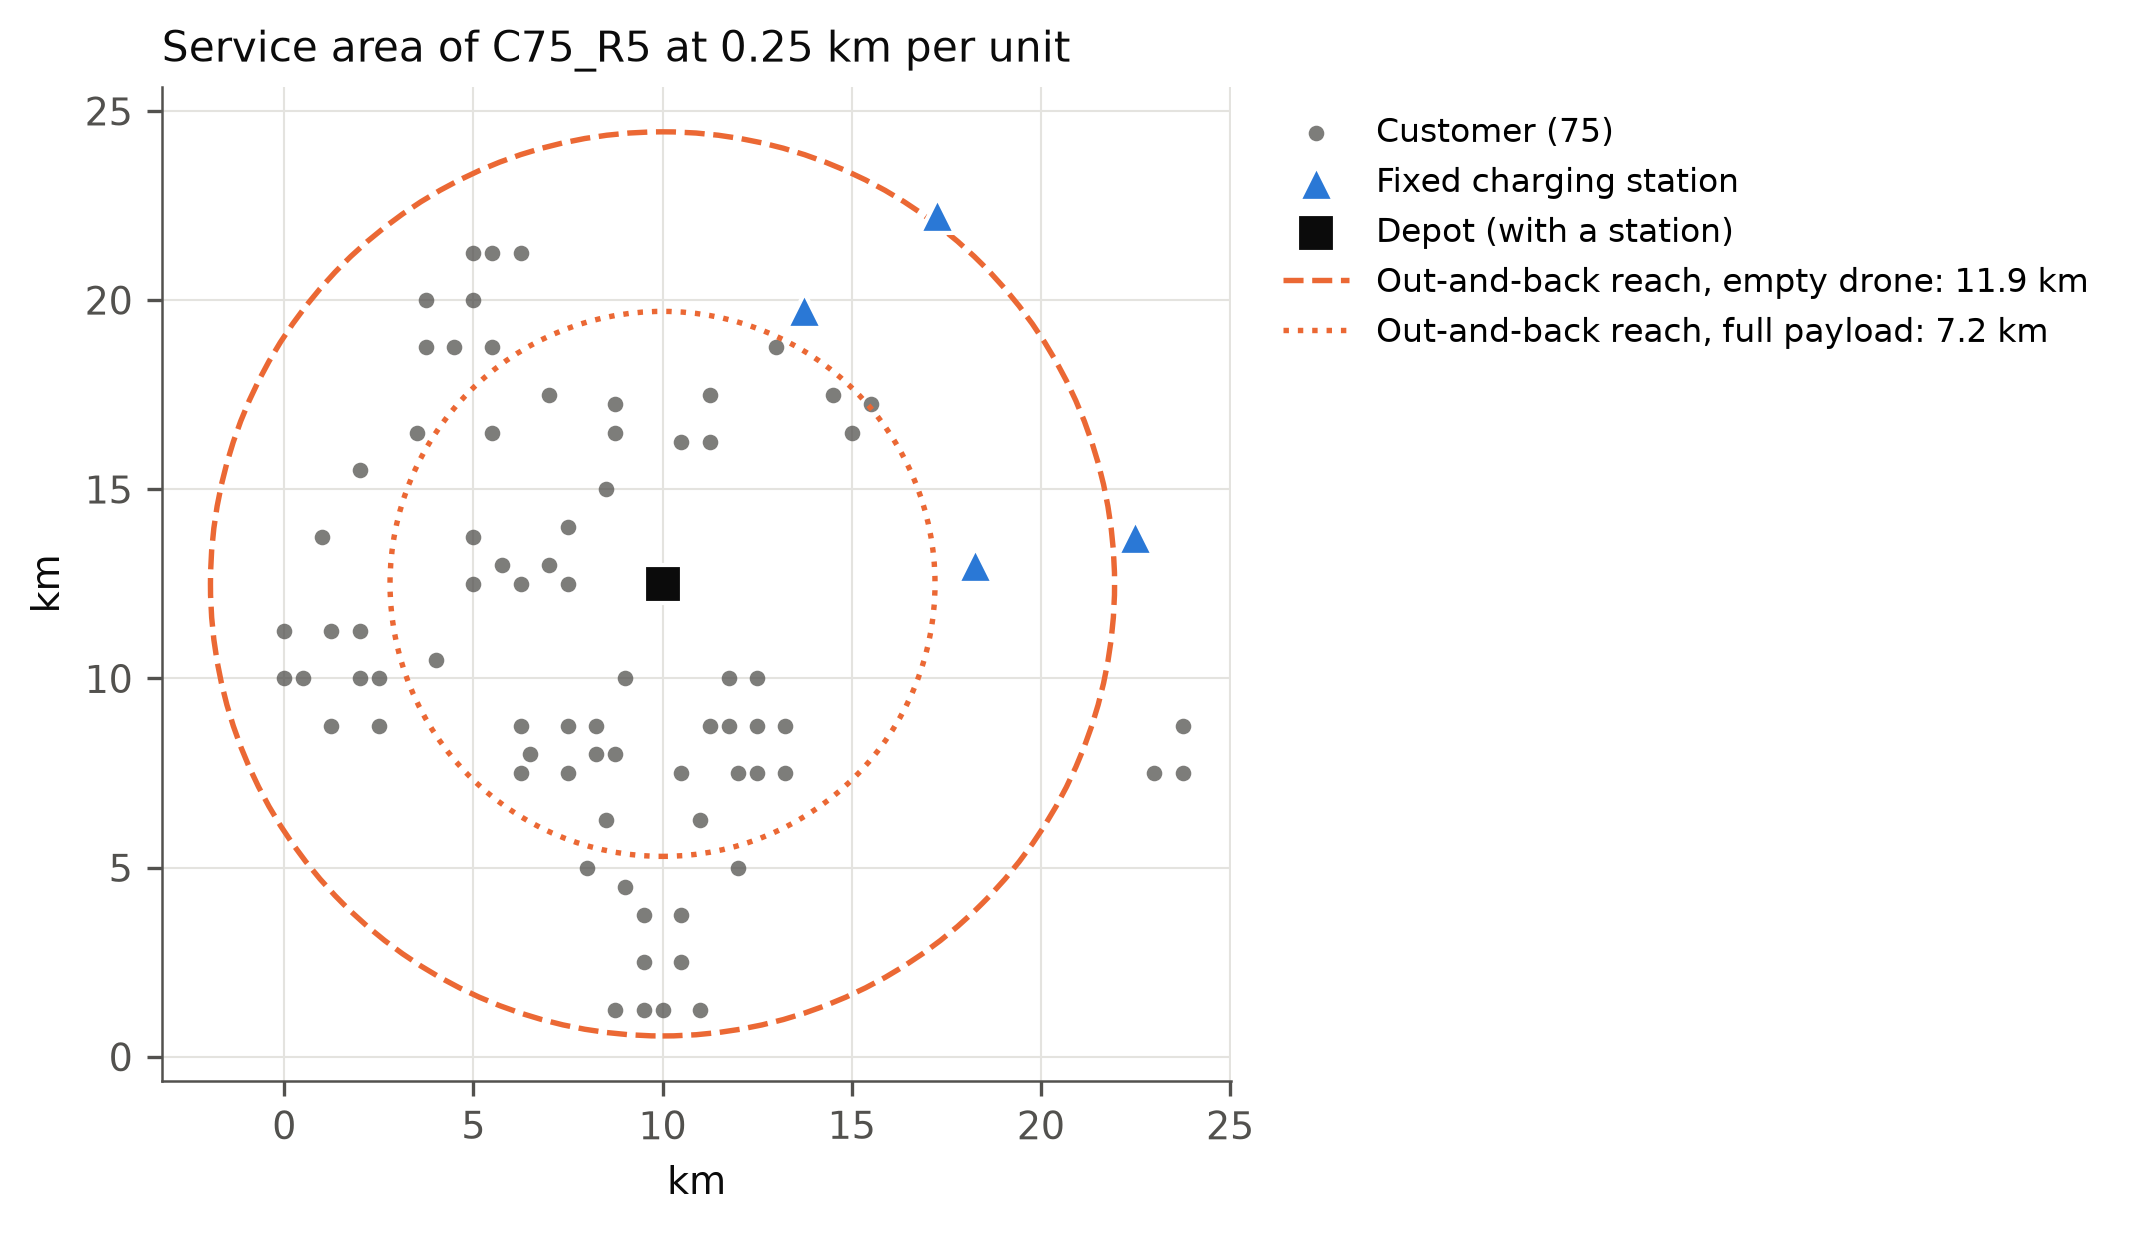 Service area of C75_R5 at 0.25 km per unit
25
20
15
10
5
0
km
0
5
10
15
20
25
km
Customer (75)
Fixed charging station
Depot (with a station)
Out-and-back reach, empty drone: 11.9 km
Out-and-back reach, full payload: 7.2 km